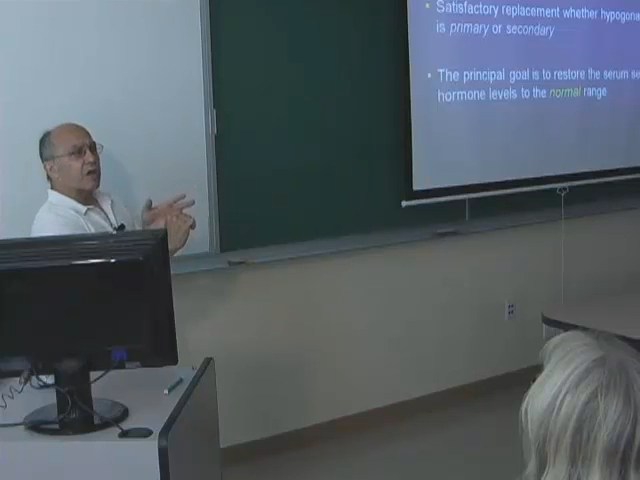 • Satisfactory replacement whether hypogona
is primary or secondary
• The principal goal is to restore the serum se
hormone levels to the normal range